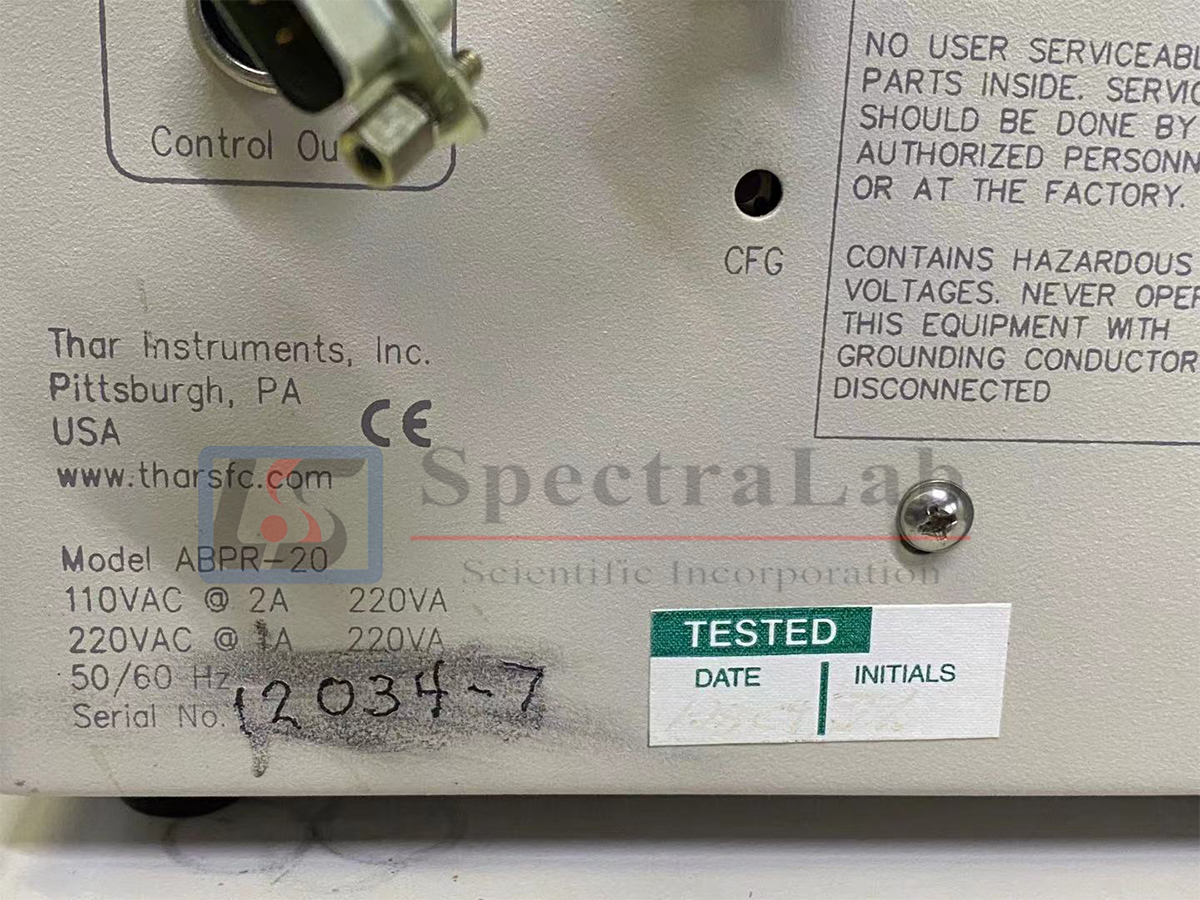 Control Ou
NO USER SERVICEABL
PARTS INSIDE. SERVIC
SHOULD BE DONE BY
AUTHORIZED PERSONN
OR AT THE FACTORY.
CFG
CONTAINS HAZARDOUS
VOLTAGES. NEVER OPER
THIS EQUIPMENT WITH
GROUNDING CONDUCTOR
DISCONNECTED
Thar Instruments, Inc.
Pittsburgh, PA
USA
CE
www.tharsfc.com
LS
SpectraLab
Scientific Incorporation
Model ABPR-20
110VAC @ 2A 220VA
220VAC @ 1A 220VA
50/60 Hz
Serial No. 12034-7
TESTED
DATE INITIALS